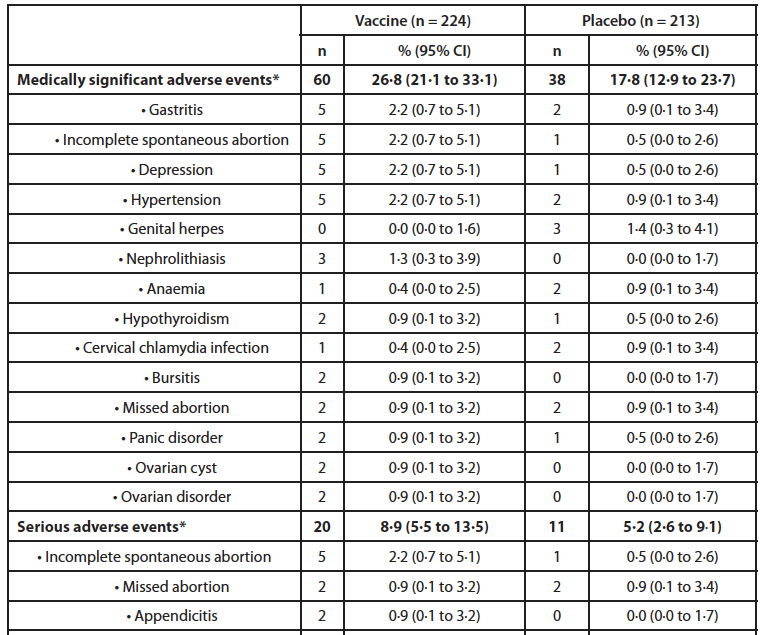 Vaccine (n = 224) Placebo (n = 213)
n % (95% CI) n % (95% CI)
Medically significant adverse events* 60 26·8 (21·1 to 33·1) 38 17·8 (12·9 to 23·7)
• Gastritis 5 2·2 (0·7 to 5·1) 2 0·9 (0·1 to 3·4)
• Incomplete spontaneous abortion 5 2·2 (0·7 to 5·1) 1 0·5 (0·0 to 2·6)
• Depression 5 2·2 (0·7 to 5·1) 1 0·5 (0·0 to 2·6)
• Hypertension 5 2·2 (0·7 to 5·1) 2 0·9 (0·1 to 3·4)
• Genital herpes 0 0·0 (0·0 to 1·6) 3 1·4 (0·3 to 4·1)
• Nephrolithiasis 3 1·3 (0·3 to 3·9) 0 0·0 (0·0 to 1·7)
• Anaemia 1 0·4 (0·0 to 2·5) 2 0·9 (0·1 to 3·4)
• Hypothyroidism 2 0·9 (0·1 to 3·2) 1 0·5 (0·0 to 2·6)
• Cervical chlamydia infection 1 0·4 (0·0 to 2·5) 2 0·9 (0·1 to 3·4)
• Bursitis 2 0·9 (0·1 to 3·2) 0 0·0 (0·0 to 1·7)
• Missed abortion 2 0·9 (0·1 to 3·2) 2 0·9 (0·1 to 3·4)
• Panic disorder 2 0·9 (0·1 to 3·2) 1 0·5 (0·0 to 2·6)
• Ovarian cyst 2 0·9 (0·1 to 3·2) 0 0·0 (0·0 to 1·7)
• Ovarian disorder 2 0·9 (0·1 to 3·2) 0 0·0 (0·0 to 1·7)
Serious adverse events* 20 8·9 (5·5 to 13·5) 11 5·2 (2·6 to 9·1)
• Incomplete spontaneous abortion 5 2·2 (0·7 to 5·1) 1 0·5 (0·0 to 2·6)
• Missed abortion 2 0·9 (0·1 to 3·2) 2 0·9 (0·1 to 3·4)
• Appendicitis 2 0·9 (0·1 to 3·2) 0 0·0 (0·0 to 1·7)